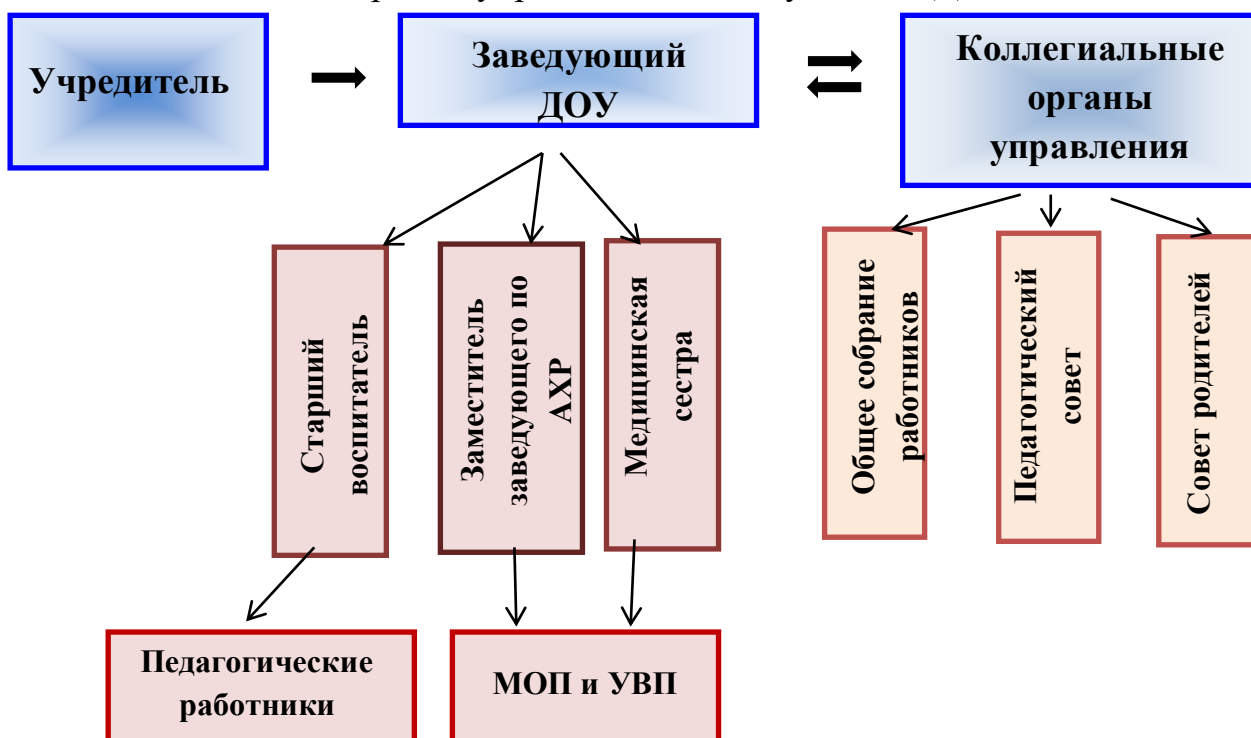 Учредитель
Заведующий
ДОУ
Коллегиальные
органы
управления
Старший
воспитатель
Заместитель
заведующего по
АХР
Медицинская
сестра
Общее собрание
работников
Педагогический
совет
Совет родителей
Педагогические
работники
МОП и УВП